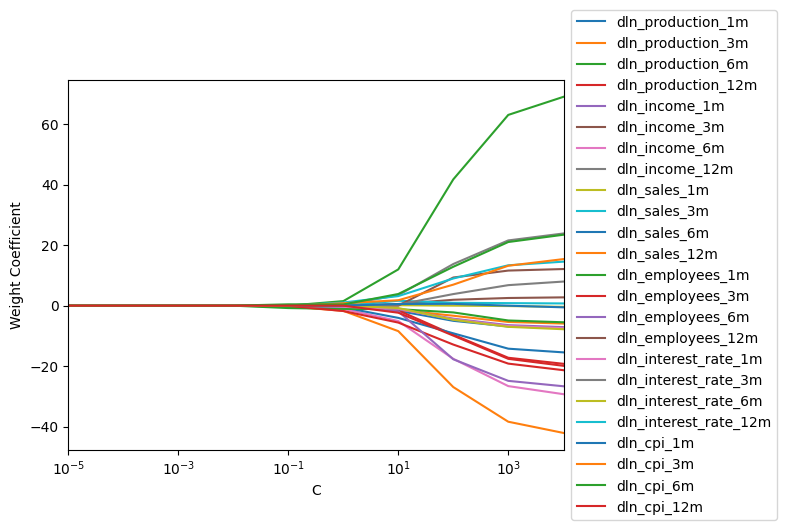 dln_production_1m
dln_production_3m
dln_production_6m
dln_production_12m
dln_income_1m
dln_income_3m
dln_income_6m
dln_income_12m
dln_sales_1m
dln_sales_3m
dln_sales_6m
dln_sales_12m
dln_employees_1m
dln_employees_3m
dln_employees_6m
dln_employees_12m
dln_interest_rate_1m
dln_interest_rate_3m
dln_interest_rate_6m
dln_interest_rate_12m
dln_cpi_1m
dln_cpi_3m
dln_cpi_6m
dln_cpi_12m
60
40
20
0
−20
−40
Weight Coefficient
10⁻⁵
10⁻³
10⁻¹
10¹
10³
C